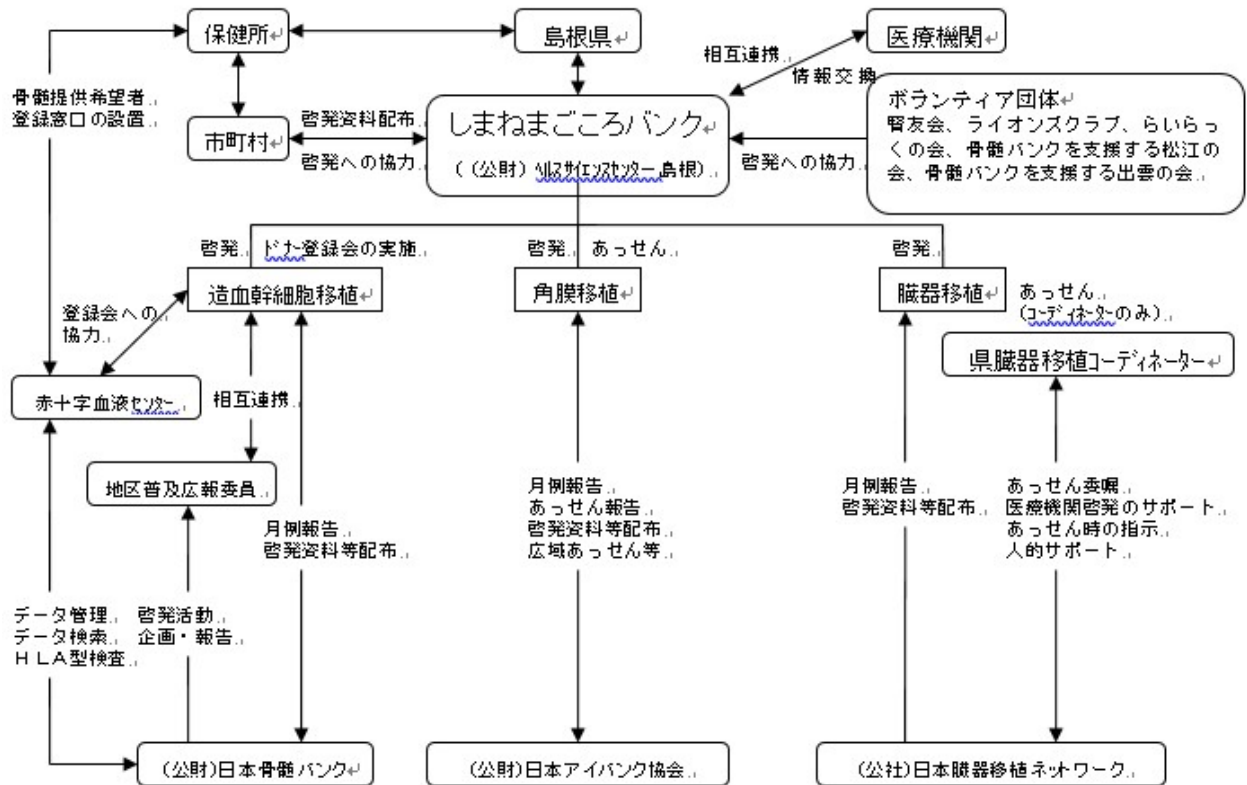 保健所
島根県
医療機関
相互連携
情報交換
骨髄提供希望者
登録窓口の設置
市町村
啓発資料配布
啓発への協力
しまねまごころバンク
((公財)ヘルスサイエンスセンター島根)
啓発への協力
ボランティア団体
腎友会、ライオンズクラブ、らいらっ
くの会、骨髄バンクを支援する松江の
会、骨髄バンクを支援する出雲の会
啓発 ドナー登録会の実施
啓発 あっせん
啓発
造血幹細胞移植
角膜移植
臓器移植
あっせん
(コーディネーターのみ)
登録会への
協力
県臓器移植コーディネーター
赤十字血液センター
相互連携
地区普及広報委員
月例報告
啓発資料等配布
月例報告
あっせん報告
啓発資料等配布
広域あっせん等
月例報告
啓発資料等配布
あっせん委嘱
医療機関啓発のサポート
あっせん時の指示
人的サポート
データ管理
データ検索
HLA型検査
啓発活動
企画・報告
(公財)日本骨髄バンク
(公財)日本アイバンク協会
(公社)日本臓器移植ネットワーク